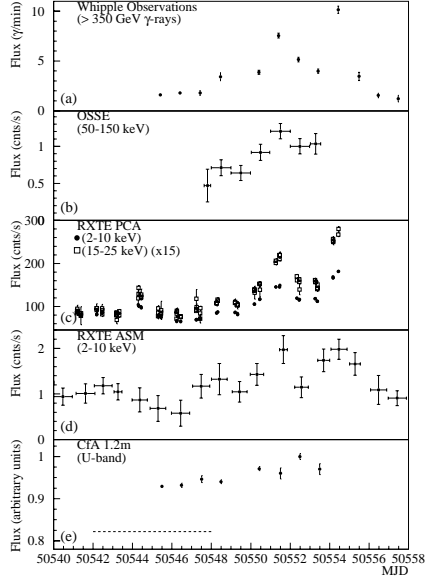 Whipple Observations
(> 350 GeV γ-rays)
Flux (γ/min)
10
5
0
(a)
OSSE
(50-150 keV)
Flux (cnts/s)
1
0.5
(b)
RXTE PCA
(2-10 keV)
(15-25 keV) (x15)
Flux (cnts/s)
300
200
100
(c)
RXTE ASM
(2-10 keV)
Flux (cnts/s)
2
1
0
(d)
CfA 1.2m
(U-band)
Flux (arbitrary units)
1
0.9
0.8
(e)
50540 50542 50544 50546 50548 50550 50552 50554 50556 50558
MJD